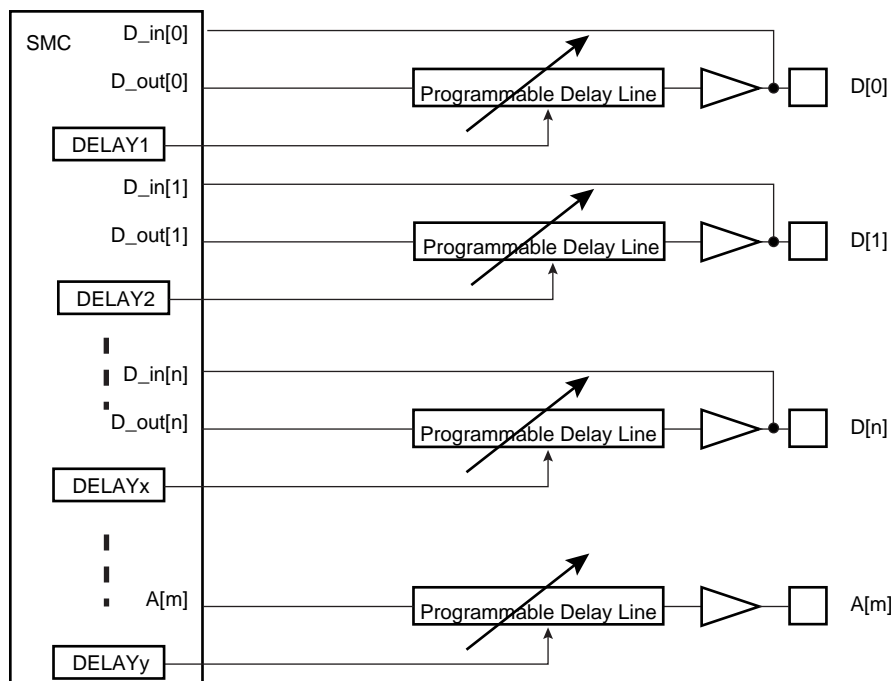 SMC
D_in[0]
D_out[0]
Programmable Delay Line
D[0]
DELAY1
D_in[1]
D_out[1]
Programmable Delay Line
D[1]
DELAY2
D_in[n]
D_out[n]
Programmable Delay Line
D[n]
DELAYx
A[m]
Programmable Delay Line
A[m]
DELAYy